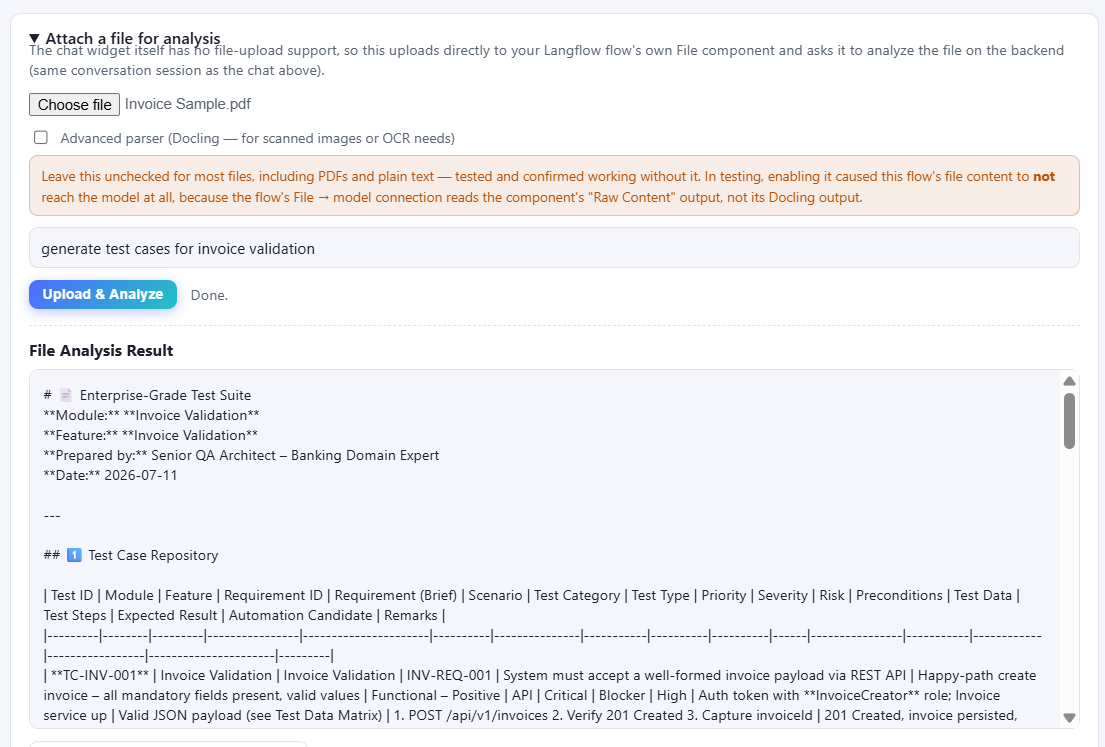 ▼ Attach a file for analysis
The chat widget itself has no file-upload support, so this uploads directly to your Langflow flow's own File component and asks it to analyze the file on the backend
(same conversation session as the chat above).
Choose file Invoice Sample.pdf
Advanced parser (Docling — for scanned images or OCR needs)
Leave this unchecked for most files, including PDFs and plain text — tested and confirmed working without it. In testing, enabling it caused this flow's file content to not
reach the model at all, because the flow's File → model connection reads the component's "Raw Content" output, not its Docling output.
generate test cases for invoice validation
Upload & Analyze Done.
File Analysis Result
# 📄 Enterprise-Grade Test Suite
**Module:** **Invoice Validation**
**Feature:** **Invoice Validation**
**Prepared by:** Senior QA Architect – Banking Domain Expert
**Date:** 2026-07-11
---
## 1️⃣ Test Case Repository
| Test ID | Module | Feature | Requirement ID | Requirement (Brief) | Scenario | Test Category | Test Type | Priority | Severity | Risk | Preconditions | Test Data |
Test Steps | Expected Result | Automation Candidate | Remarks |
|---------|--------|---------|----------------|---------------------|----------|---------------|-----------|----------|----------|------|---------------|-----------|------------
|-----------------|----------------------|---------|
| **TC-INV-001** | Invoice Validation | Invoice Validation | INV-REQ-001 | System must accept a well-formed invoice payload via REST API | Happy-path create
invoice – all mandatory fields present, valid values | Functional – Positive | API | Critical | Blocker | High | Auth token with **InvoiceCreator** role; Invoice
service up | Valid JSON payload (see Test Data Matrix) | 1. POST /api/v1/invoices 2. Verify 201 Created 3. Capture invoiceId | 201 Created, invoice persisted,